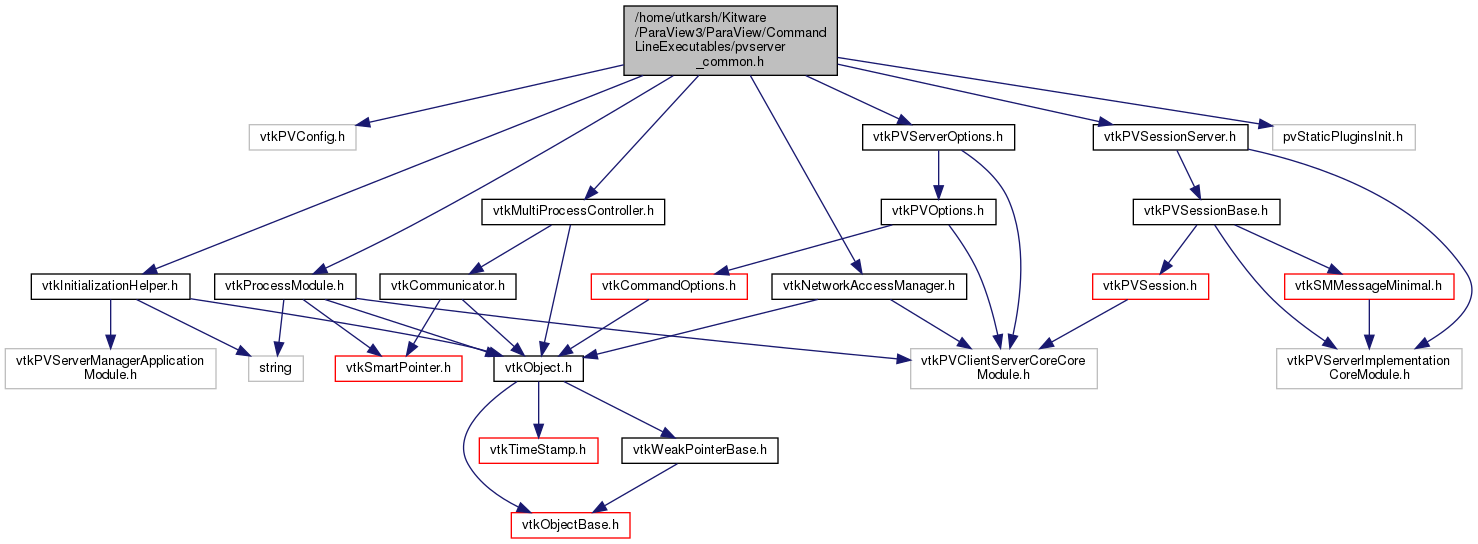 /home/utkarsh/Kitware
/ParaView3/ParaView/Command
LineExecutables/pvserver
_common.h
vtkPVConfig.h
vtkPVServerOptions.h
vtkPVSessionServer.h
pvStaticPluginsInit.h
vtkMultiProcessController.h
vtkPVOptions.h
vtkPVSessionBase.h
vtkInitializationHelper.h
vtkProcessModule.h
vtkCommunicator.h
vtkCommandOptions.h
vtkNetworkAccessManager.h
vtkPVSession.h
vtkSMMessageMinimal.h
vtkPVServerManagerApplication
Module.h
string
vtkSmartPointer.h
vtkObject.h
vtkPVClientServerCoreCore
Module.h
vtkPVServerImplementation
CoreModule.h
vtkTimeStamp.h
vtkWeakPointerBase.h
vtkObjectBase.h